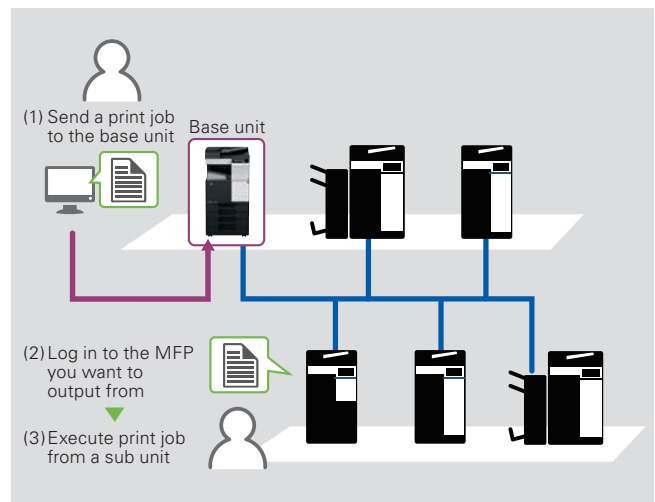 (1) Send a print job
to the base unit
Base unit
(2) Log in to the MFP
you want to
output from
(3) Execute print job
from a sub unit